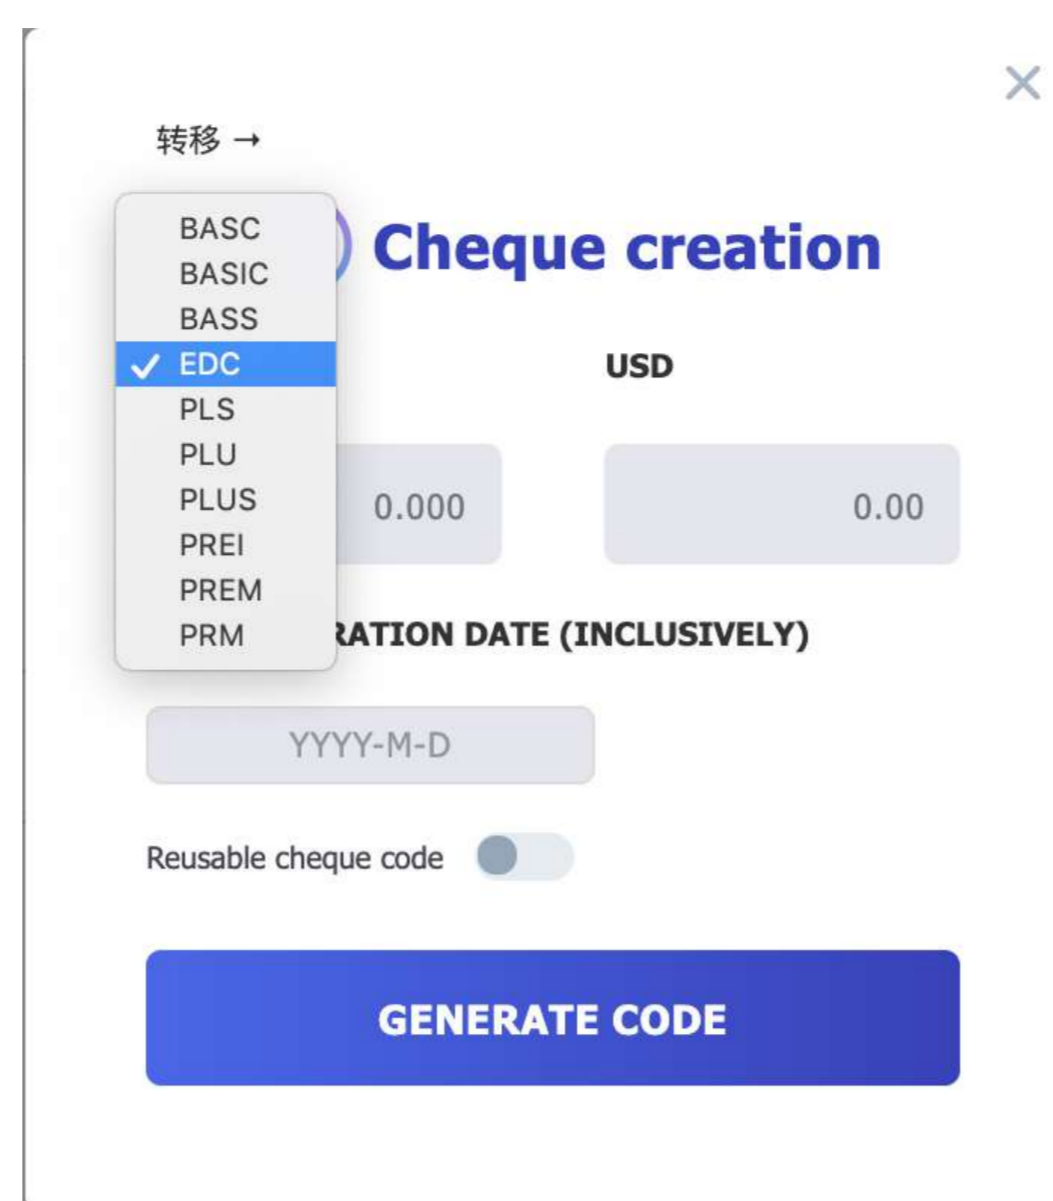 转移 →
BASC
BASIC
BASS
EDC
PLS
PLU
PLUS
PREI
PREM
PRM
Cheque creation
USD
0.000
0.00
RATION DATE (INCLUSIVELY)
YYYY-M-D
Reusable cheque code
GENERATE CODE